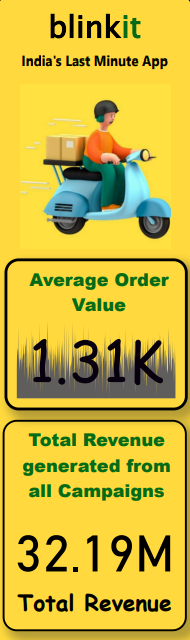 blinkit
India's Last Minute App
Average Order
Value
1.31K
Total Revenue
generated from
all Campaigns
32.19M
Total Revenue